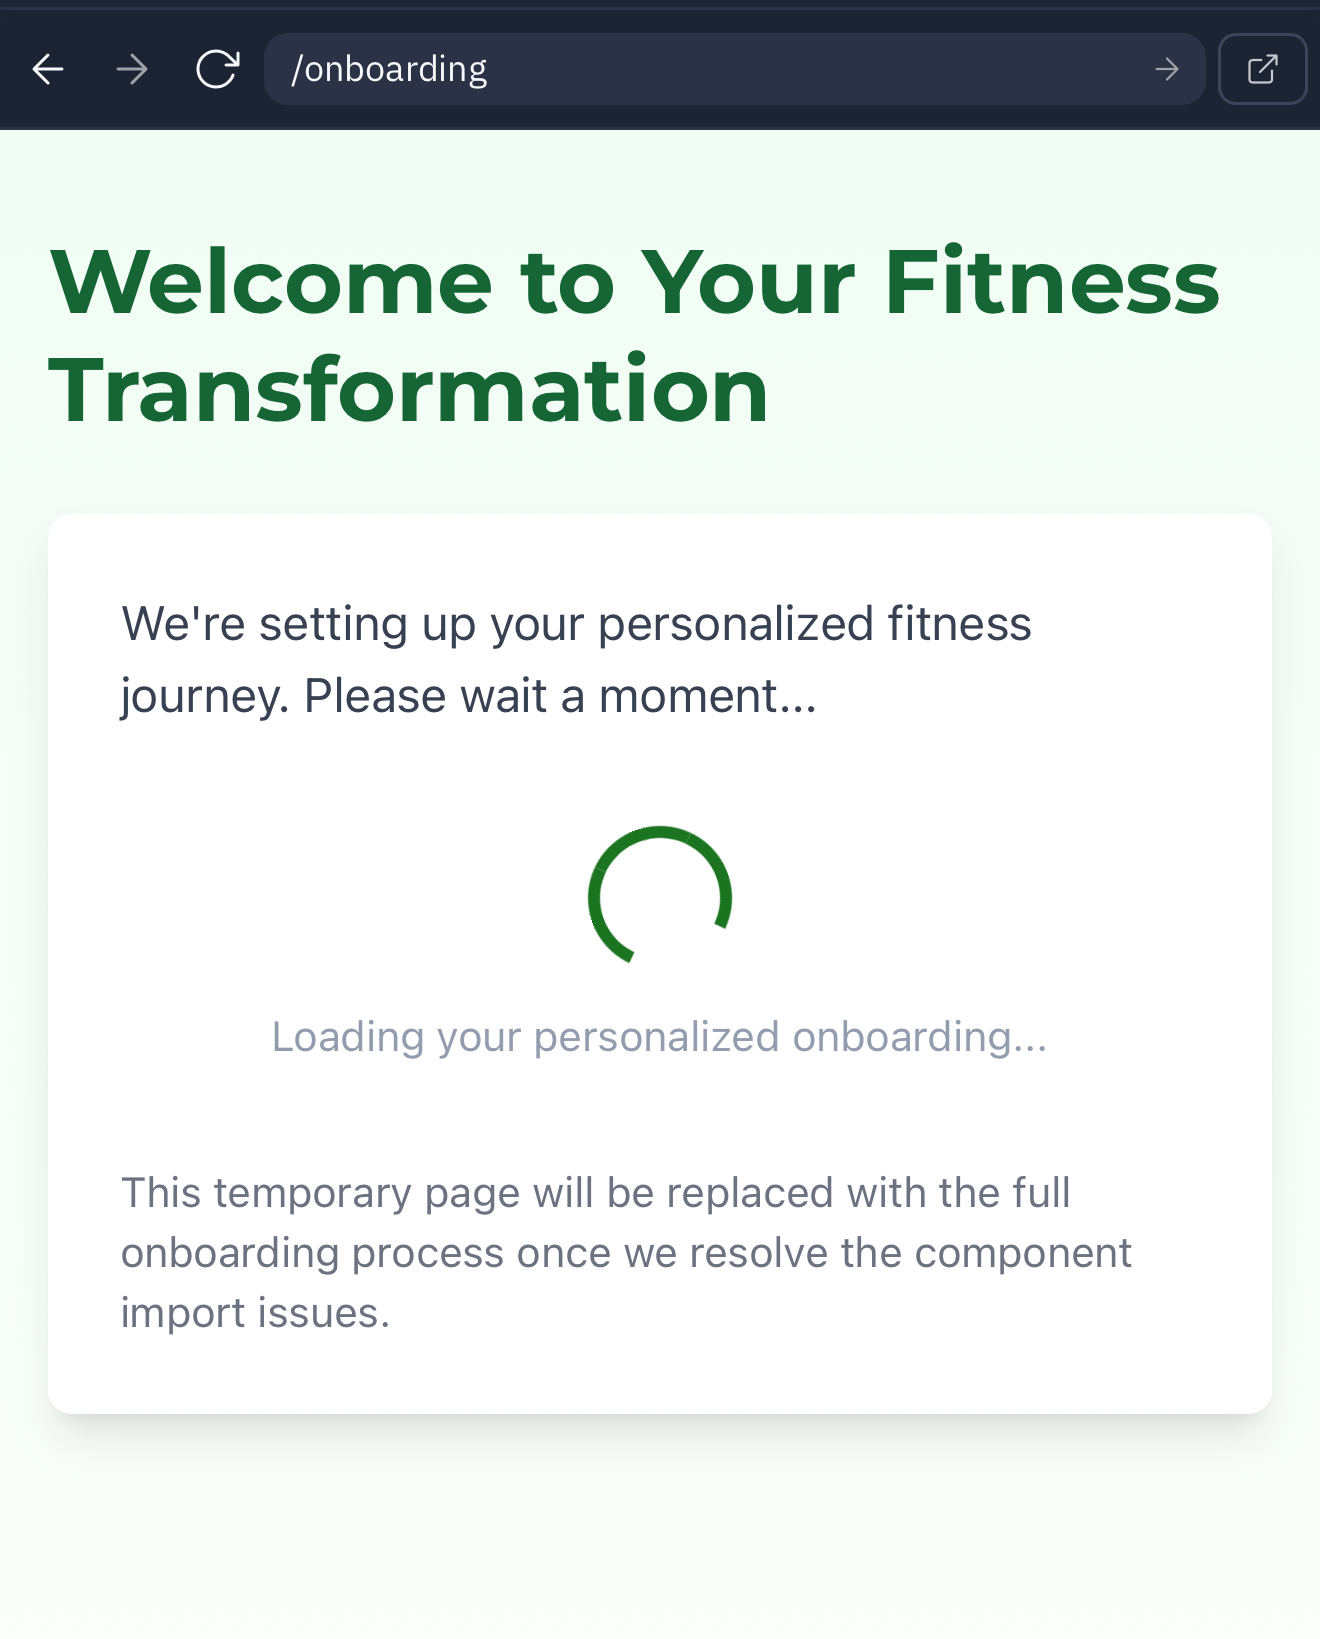 /onboarding
Welcome to Your Fitness
Transformation
We're setting up your personalized fitness
journey. Please wait a moment...
Loading your personalized onboarding...
This temporary page will be replaced with the full
onboarding process once we resolve the component
import issues.